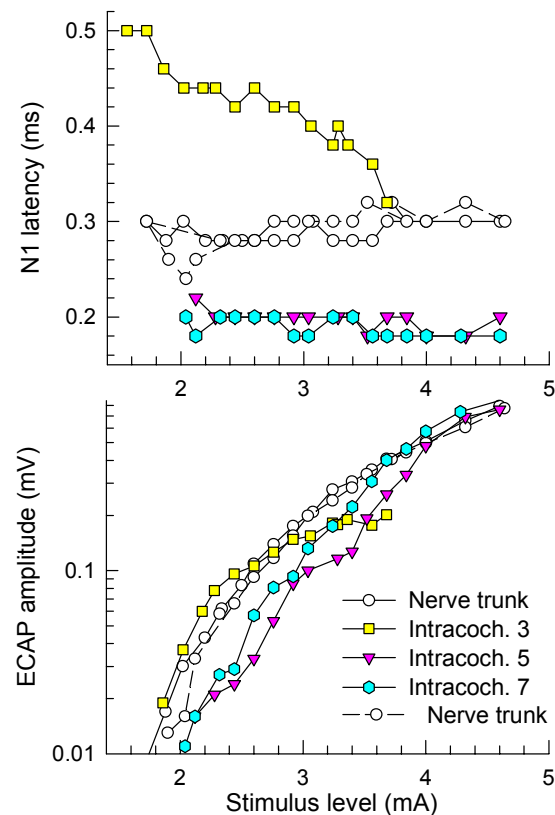 0.5
0.4
0.3
0.2
N1 latency (ms)
2 3 4 5
0.1
0.01
ECAP amplitude (mV)
Nerve trunk
Intracoch. 3
Intracoch. 5
Intracoch. 7
Nerve trunk
2 3 4 5
Stimulus level (mA)